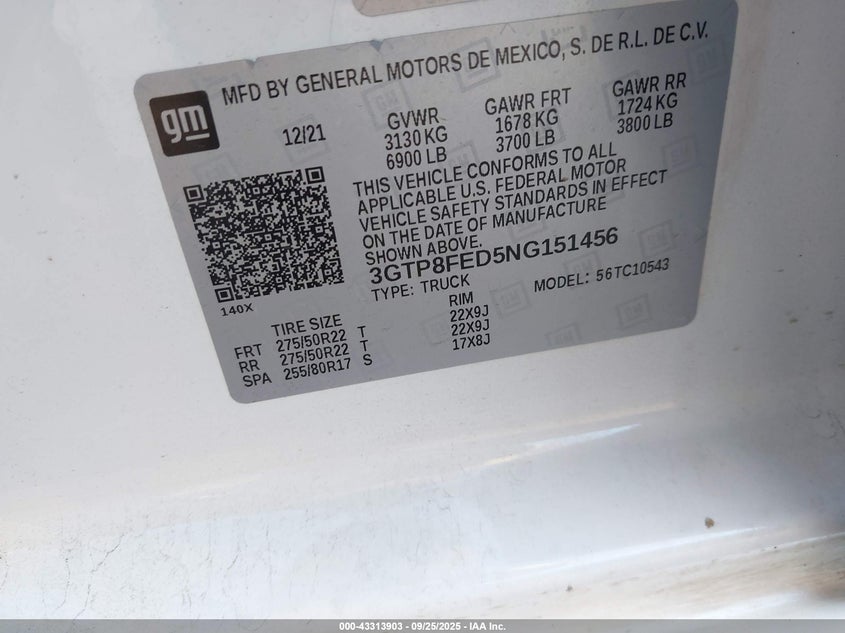 MFD BY GENERAL MOTORS DE MEXICO, S. DE R.L. DE C.V.
gm
12/21
GVWR
3130 KG
6900 LB
GAWR FRT
1678 KG
3700 LB
GAWR RR
1724 KG
3800 LB
THIS VEHICLE CONFORMS TO ALL
APPLICABLE U.S. FEDERAL MOTOR
VEHICLE SAFETY STANDARDS IN EFFECT
ON THE DATE OF MANUFACTURE
SHOWN ABOVE.
3GTP8FED5NG151456
TYPE: TRUCK
MODEL: 56TC10543
140X
TIRE SIZE
RIM
FRT 275/50R22 T 22X9J
RR 275/50R22 T 22X9J
SPA 255/80R17 S 17X8J
000-43313903 - 09/25/2025 - IAA Inc.